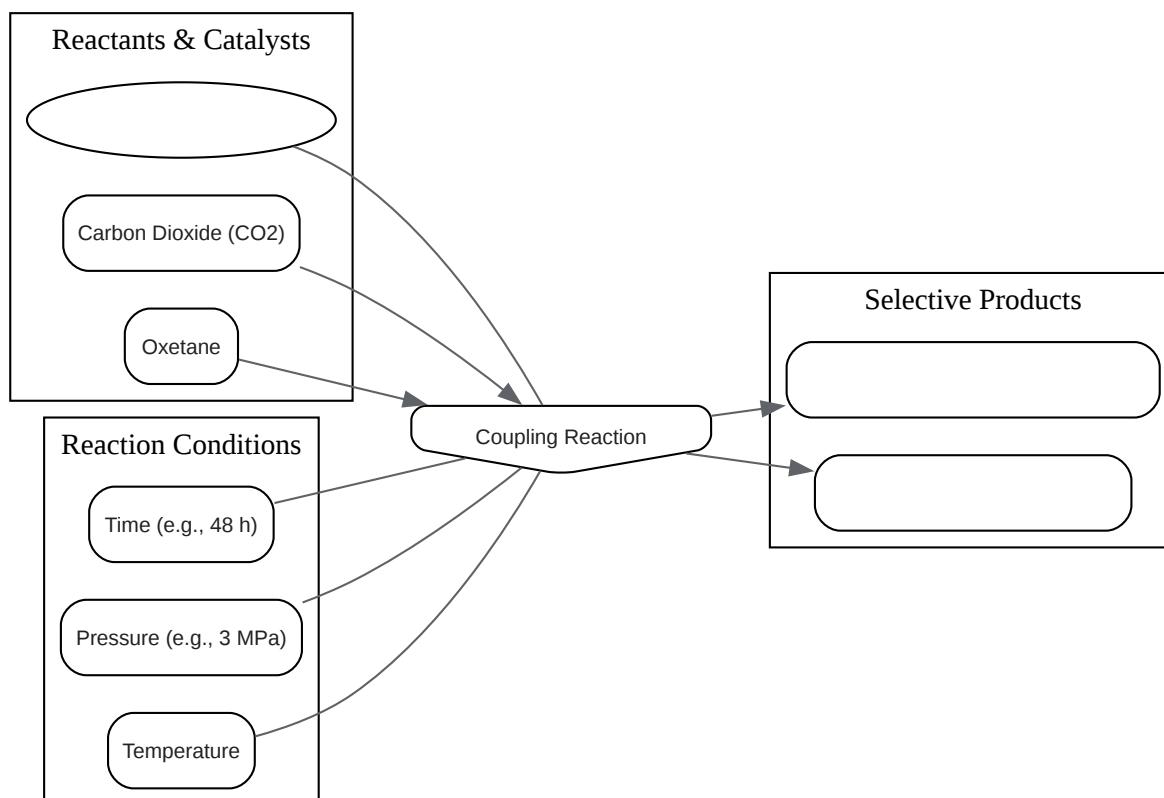 Reactants & Catalysts
Carbon Dioxide (CO2)
Oxetane
Reaction Conditions
Time (e.g., 48 h)
Pressure (e.g., 3 MPa)
Temperature
Coupling Reaction
Selective Products